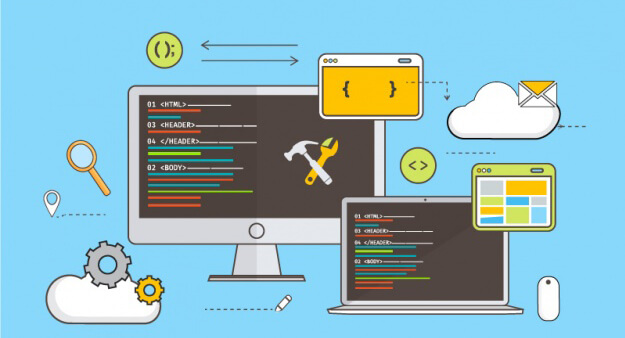 ( );
{ }
01 <HTML>
03 <HEADER>
04 </HEADER>
02 <BODY>
< >
01 <HTML>
03 <HEADER>
04 </HEADER>
02 <BODY>